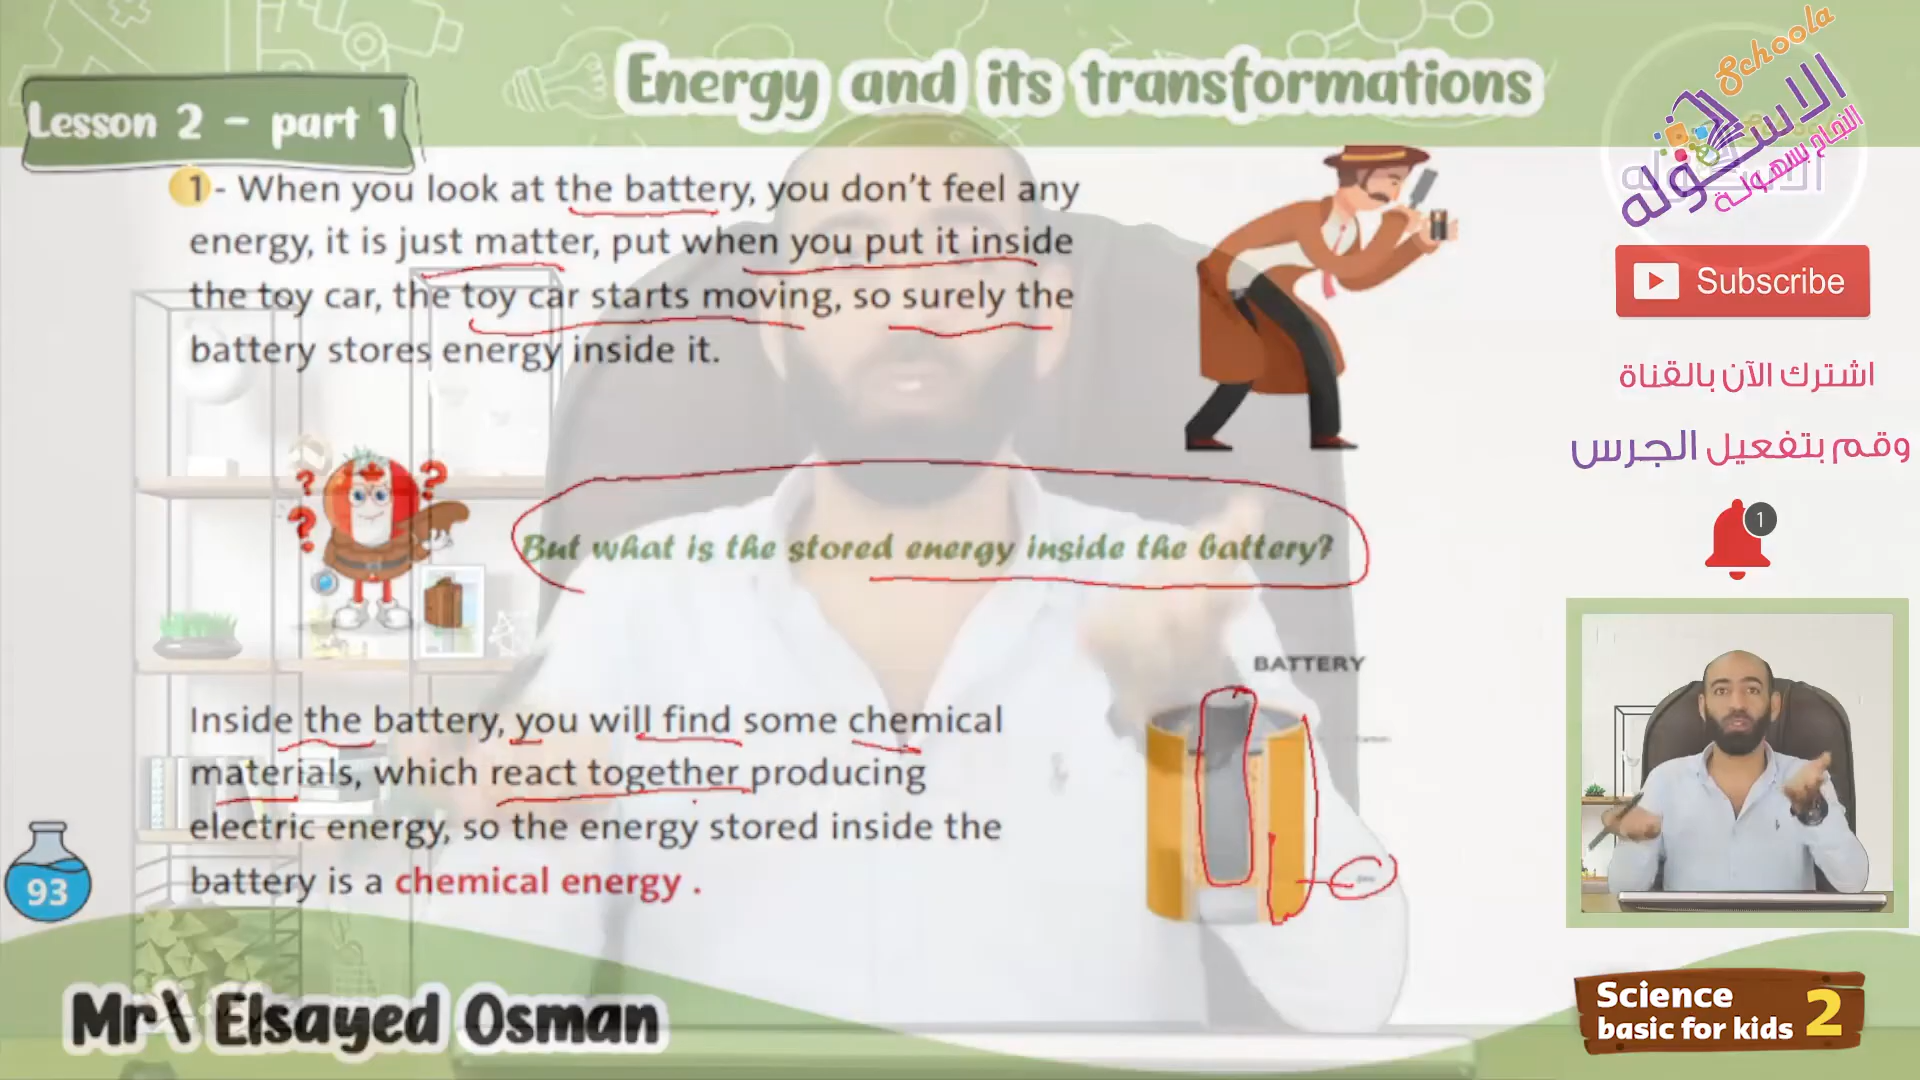 Energy and its transformations
Lesson 2 - part 1
1 - When you look at the battery, you don't feel any
energy, it is just matter, put when you put it inside
the toy car, the toy car starts moving, so surely the
battery stores energy inside it.
But what is the stored energy inside the battery?
BATTERY
Inside the battery, you will find some chemical
materials, which react together producing
electric energy, so the energy stored inside the
battery is a chemical energy .
93
Mr\ Elsayed Osman
Schoola
الاسكوله
النجاح بسهولة
Subscribe
اشترك الآن بالقناة
وقم بتفعيل الجرس
1
Science
basic for kids 2